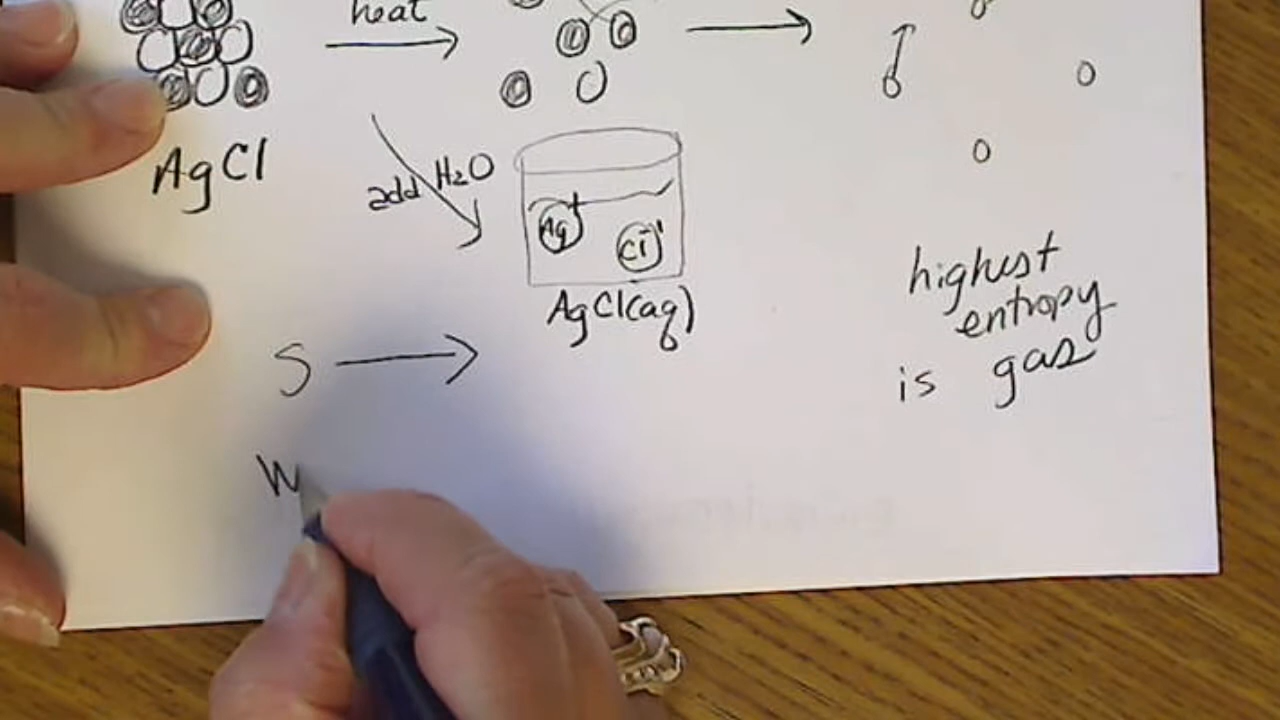 heat
AgCl
add H₂O
Ag⁺
Cl⁻
AgCl(aq)
highest
entropy
is gas
S
W